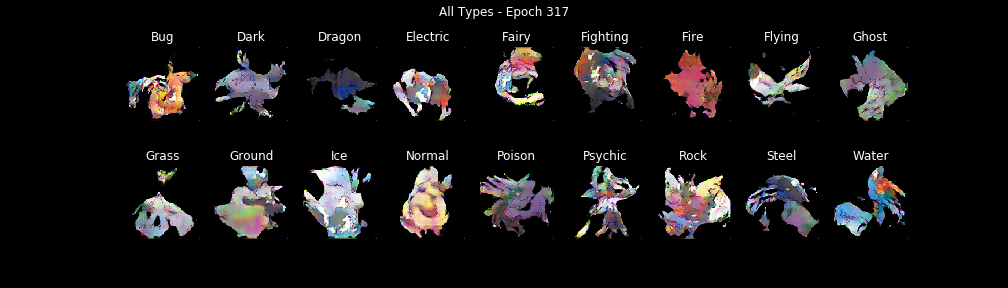 All Types - Epoch 317
Bug Dark Dragon Electric Fairy Fighting Fire Flying Ghost
Grass Ground Ice Normal Poison Psychic Rock Steel Water